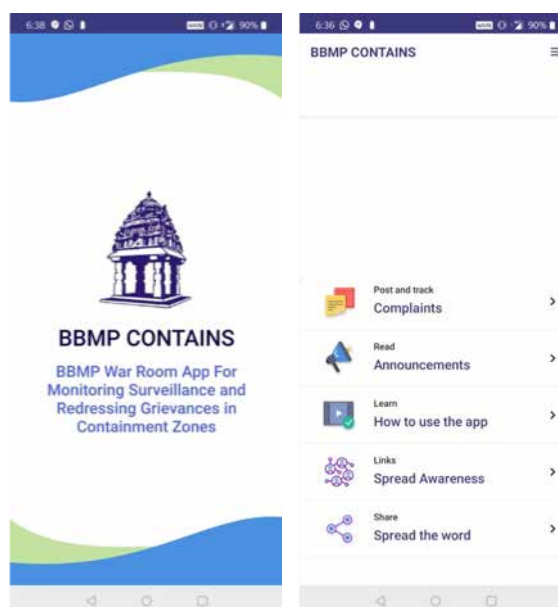 6:38 90%
BBMP CONTAINS
BBMP War Room App For
Monitoring Surveillance and
Redressing Grievances in
Containment Zones
6:36 90%
BBMP CONTAINS
Post and track
Complaints
Read
Announcements
Learn
How to use the app
Links
Spread Awareness
Share
Spread the word